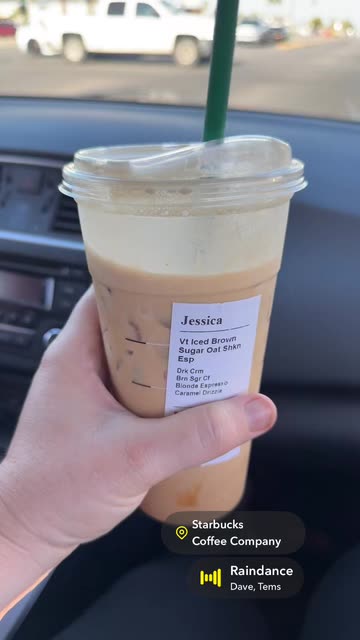 Jessica
Vt Iced Brown
Sugar Oat Shkn
Esp
Drk Crm
Brn Sgr Cf
Blonde Espresso
Caramel Drizzle
Starbucks
Coffee Company
Raindance
Dave, Tems